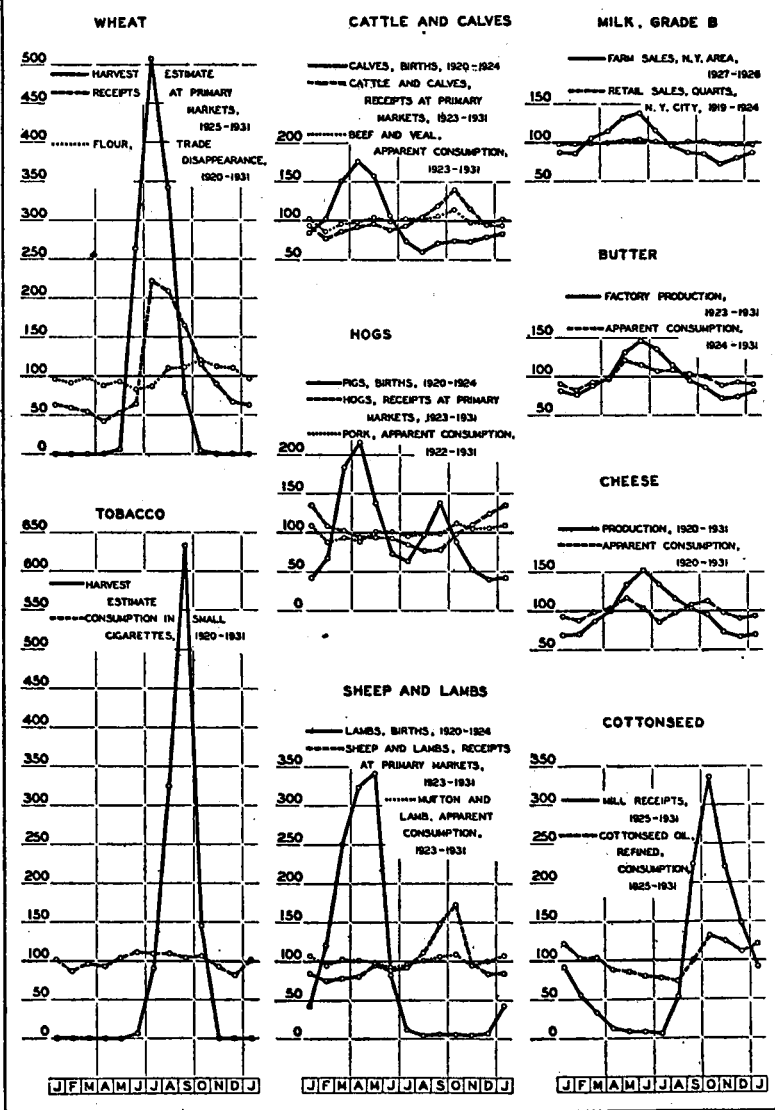 WHEAT
500
HARVEST ESTIMATE
450
RECEIPTS AT PRIMARY
MARKETS,
1925-1931
400
FLOUR, TRADE
DISAPPEARANCE,
1920-1931
350
300
250
200
150
100
50
0
TOBACCO
650
600
HARVEST
ESTIMATE
550
CONSUMPTION IN SMALL
CIGARETTES, 1920-1931
500
450
400
350
300
250
200
150
100
50
0
J F M A M J J A S O N D J
CATTLE AND CALVES
CALVES, BIRTHS, 1920-1924
CATTLE AND CALVES,
RECEIPTS AT PRIMARY
MARKETS, 1923-1931
200
BEEF AND VEAL,
APPARENT CONSUMPTION,
1923-1931
150
100
50
HOGS
PIGS, BIRTHS, 1920-1924
HOGS, RECEIPTS AT PRIMARY
MARKETS, 1923-1931
PORK, APPARENT CONSUMPTION,
1922-1931
200
150
100
50
0
SHEEP AND LAMBS
LAMBS, BIRTHS, 1920-1924
SHEEP AND LAMBS, RECEIPTS
AT PRIMARY MARKETS,
1923-1931
350
MUTTON AND
LAMB, APPARENT
CONSUMPTION,
1923-1931
300
250
200
150
100
50
0
J F M A M J J A S O N D J
MILK, GRADE B
FARM SALES, N.Y. AREA,
1927-1928
RETAIL SALES, QUARTS,
N.Y. CITY, 1919-1924
150
100
50
BUTTER
FACTORY PRODUCTION,
1923-1931
APPARENT CONSUMPTION,
1924-1931
150
100
50
CHEESE
PRODUCTION, 1920-1931
APPARENT CONSUMPTION,
1920-1931
150
100
50
COTTONSEED
350
MILL RECEIPTS,
1925-1931
300
COTTONSEED OIL,
REFINED,
CONSUMPTION,
1925-1931
250
200
150
100
50
0
J F M A M J J A S O N D J